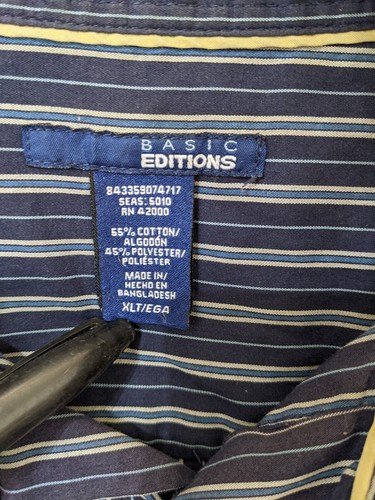 BASIC
EDITIONS
843359074717
SEAS: 5010
RN 42000
55% COTTON/
ALGODÓN
45% POLYESTER/
POLIÉSTER
MADE IN/
HECHO EN
BANGLADESH
XLT/EGA